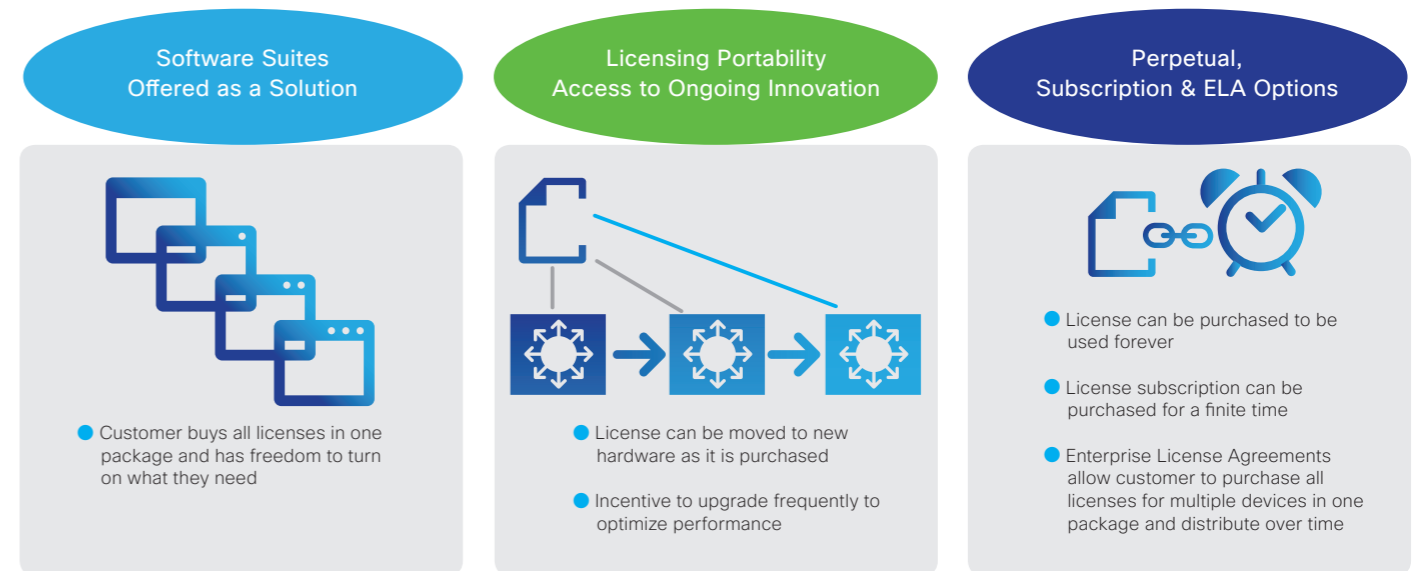 Software Suites
Offered as a Solution
Customer buys all licenses in one
package and has freedom to turn
on what they need
Licensing Portability
Access to Ongoing Innovation
License can be moved to new
hardware as it is purchased
Incentive to upgrade frequently to
optimize performance
Perpetual,
Subscription & ELA Options
License can be purchased to be
used forever
License subscription can be
purchased for a finite time
Enterprise License Agreements
allow customer to purchase all
licenses for multiple devices in one
package and distribute over time